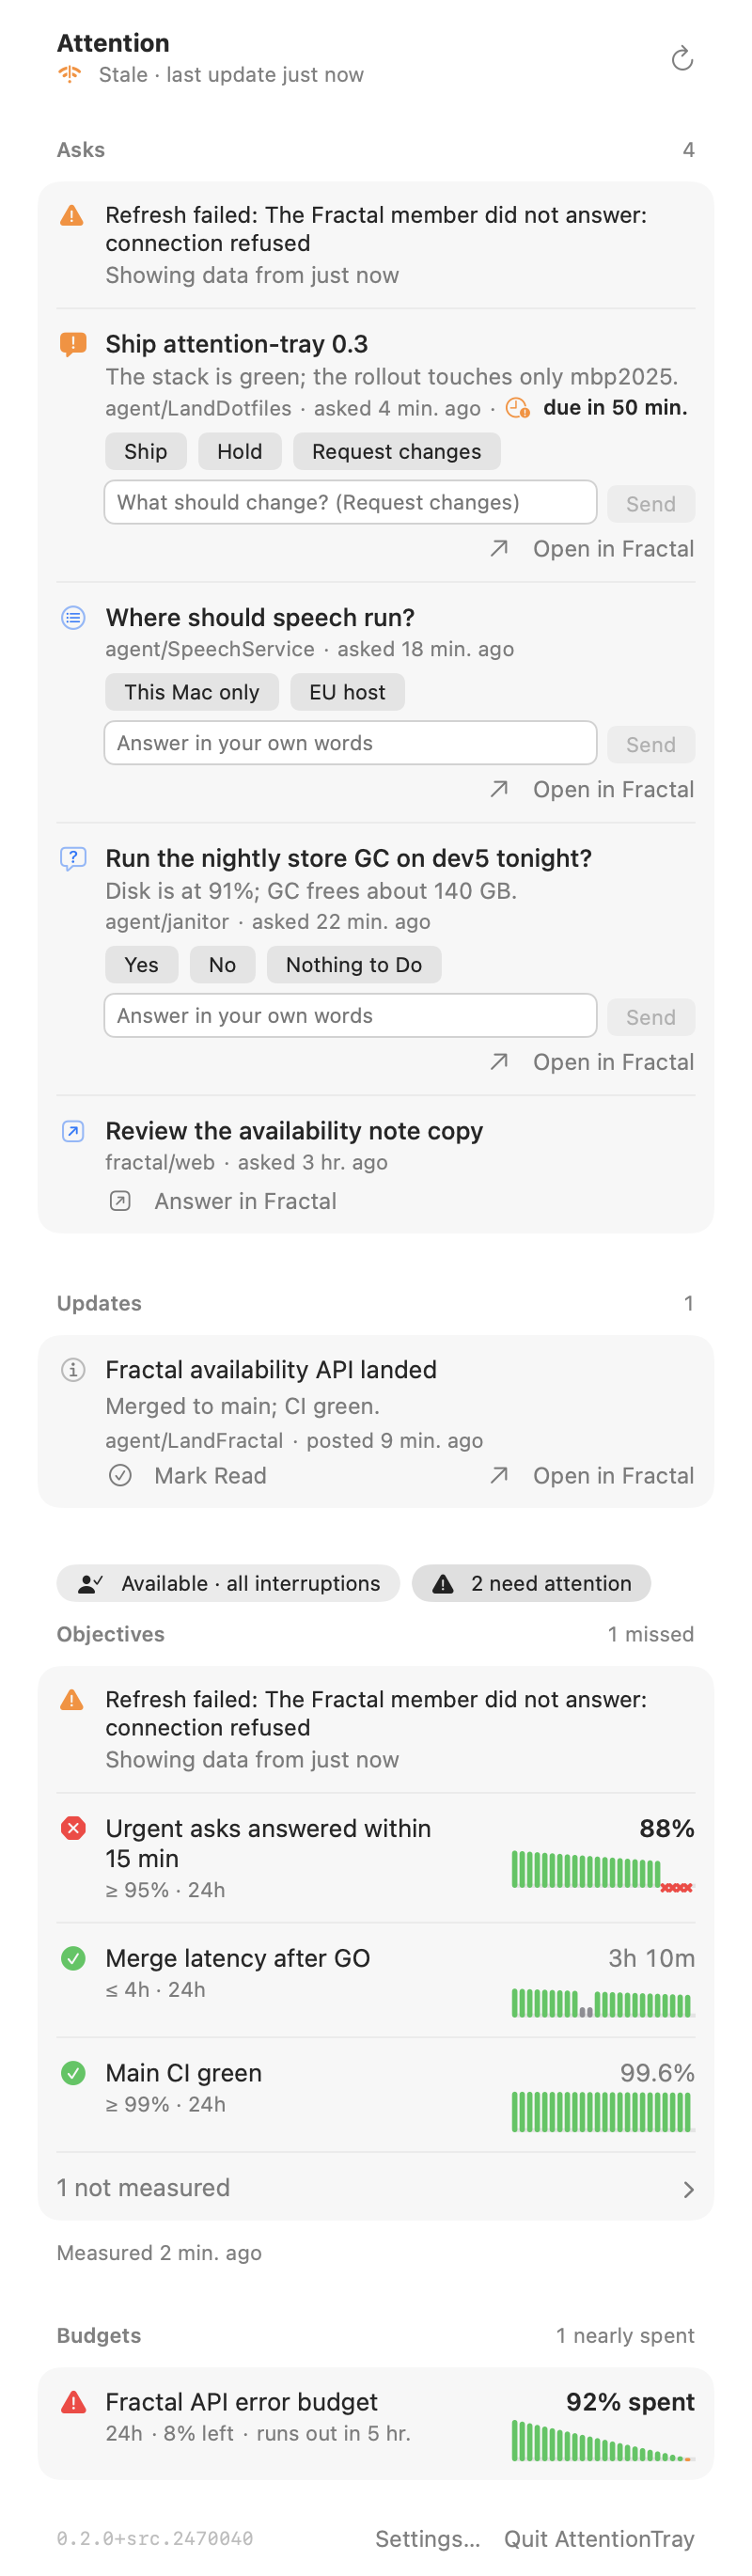 Attention
Stale · last update just now
Asks 4
Refresh failed: The Fractal member did not answer:
connection refused
Showing data from just now
Ship attention-tray 0.3
The stack is green; the rollout touches only mbp2025.
agent/LandDotfiles · asked 4 min. ago · due in 50 min.
Ship Hold Request changes
What should change? (Request changes) Send
Open in Fractal
Where should speech run?
agent/SpeechService · asked 18 min. ago
This Mac only EU host
Answer in your own words Send
Open in Fractal
Run the nightly store GC on dev5 tonight?
Disk is at 91%; GC frees about 140 GB.
agent/janitor · asked 22 min. ago
Yes No Nothing to Do
Answer in your own words Send
Open in Fractal
Review the availability note copy
fractal/web · asked 3 hr. ago
Answer in Fractal
Updates 1
Fractal availability API landed
Merged to main; CI green.
agent/LandFractal · posted 9 min. ago
Mark Read Open in Fractal
Available · all interruptions 2 need attention
Objectives 1 missed
Refresh failed: The Fractal member did not answer:
connection refused
Showing data from just now
Urgent asks answered within 88%
15 min
≥ 95% · 24h
Merge latency after GO 3h 10m
≤ 4h · 24h
Main CI green 99.6%
≥ 99% · 24h
1 not measured
Measured 2 min. ago
Budgets 1 nearly spent
Fractal API error budget 92% spent
24h · 8% left · runs out in 5 hr.
0.2.0+src.2470040 Settings... Quit AttentionTray